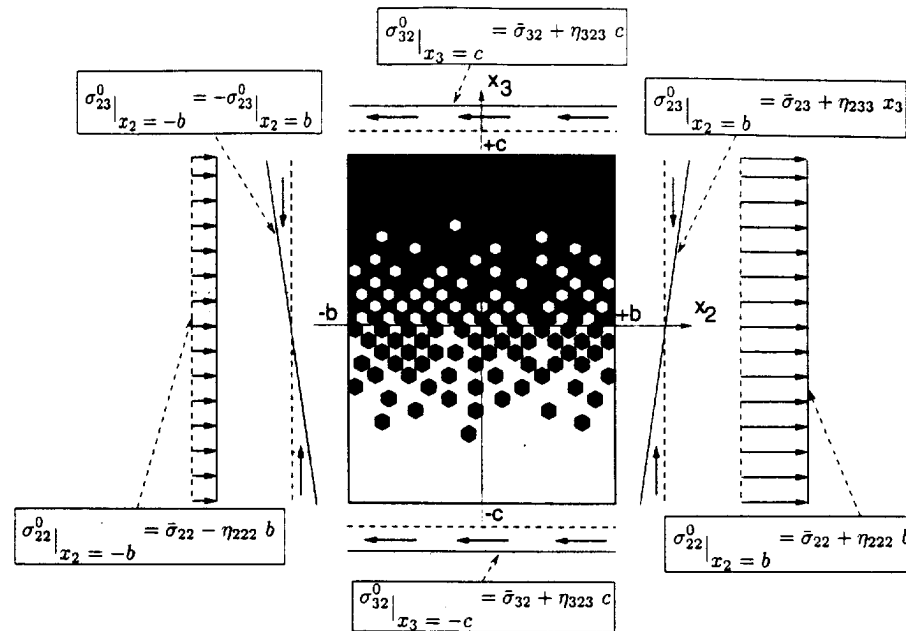 σ⁰₃₂|ₓ₃ ₌ c = σ̄₃₂ + η₃₂₃ c
x₃
σ⁰₂₃|ₓ₂ = −b = −σ⁰₂₃|ₓ₂ = b
σ⁰₂₃|ₓ₂ = b = σ̄₂₃ + η₂₃₃ x₃
+c
-b
+b
x₂
-c
σ⁰₂₂|ₓ₂ = −b = σ̄₂₂ − η₂₂₂ b
σ⁰₂₂|ₓ₂ = b = σ̄₂₂ + η₂₂₂ b
σ⁰₃₂|ₓ₃ = −c = σ̄₃₂ + η₃₂₃ c